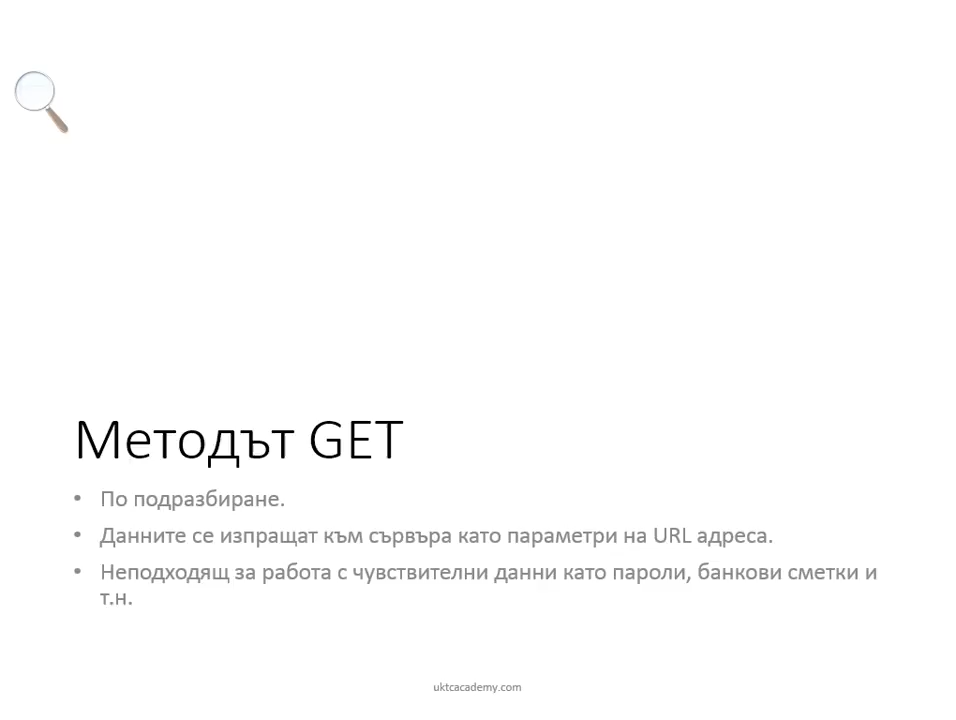 Методът GET
• По подразбиране.
• Данните се изпращат към сървъра като параметри на URL адреса.
• Неподходящ за работа с чувствителни данни като пароли, банкови сметки и
т.н.
uktcacademy.com